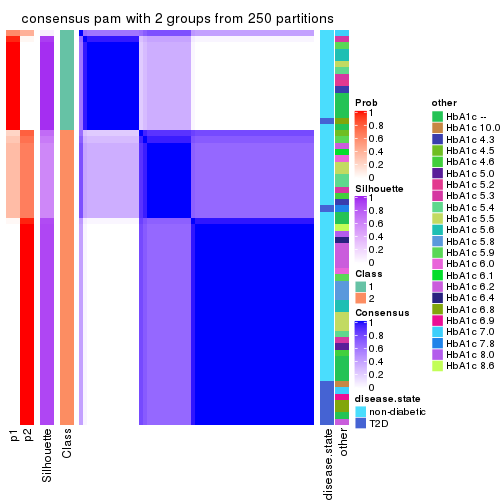 consensus pam with 2 groups from 250 partitions
Prob
1
0.8
0.6
0.4
0.2
0
Silhouette
1
0.8
0.6
0.4
0.2
0
Class
1
2
Consensus
1
0.8
0.6
0.4
0.2
0
disease.state
non-diabetic
T2D
other
HbA1c --
HbA1c 10.0
HbA1c 4.3
HbA1c 4.5
HbA1c 4.6
HbA1c 5.0
HbA1c 5.2
HbA1c 5.3
HbA1c 5.4
HbA1c 5.5
HbA1c 5.6
HbA1c 5.8
HbA1c 5.9
HbA1c 6.0
HbA1c 6.1
HbA1c 6.2
HbA1c 6.4
HbA1c 6.8
HbA1c 6.9
HbA1c 7.0
HbA1c 7.8
HbA1c 8.0
HbA1c 8.6
p1
p2
Silhouette
Class
disease.state
other